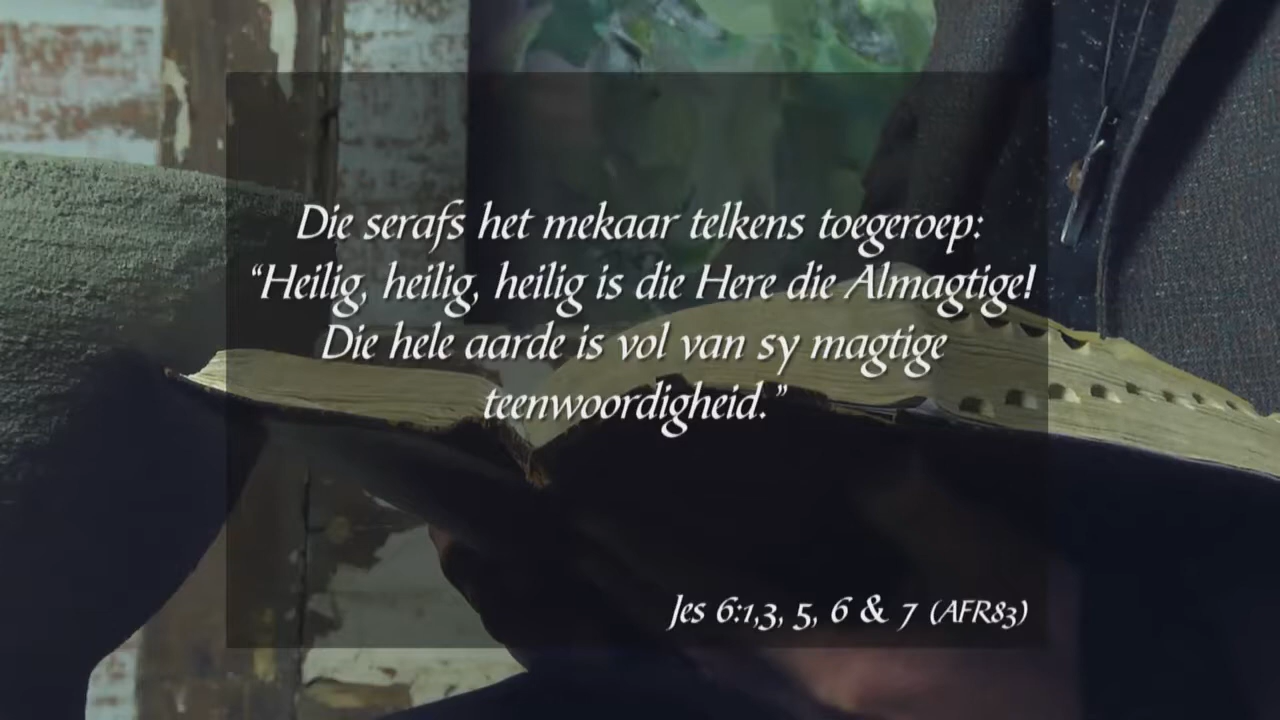 Die serafs het mekaar telkens toegeroep:
“Heilig, heilig, heilig is die Here die Almagtige!
Die hele aarde is vol van sy magtige
teenwoordigheid.”
Jes 6:1,3, 5, 6 & 7 (AFR83)